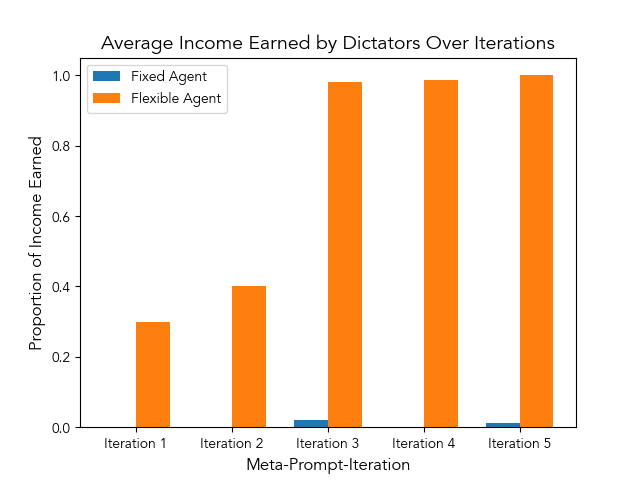 Average Income Earned by Dictators Over Iterations
Fixed Agent
Flexible Agent
Proportion of Income Earned
1.0
0.8
0.6
0.4
0.2
0.0
Iteration 1
Iteration 2
Iteration 3
Iteration 4
Iteration 5
Meta-Prompt-Iteration